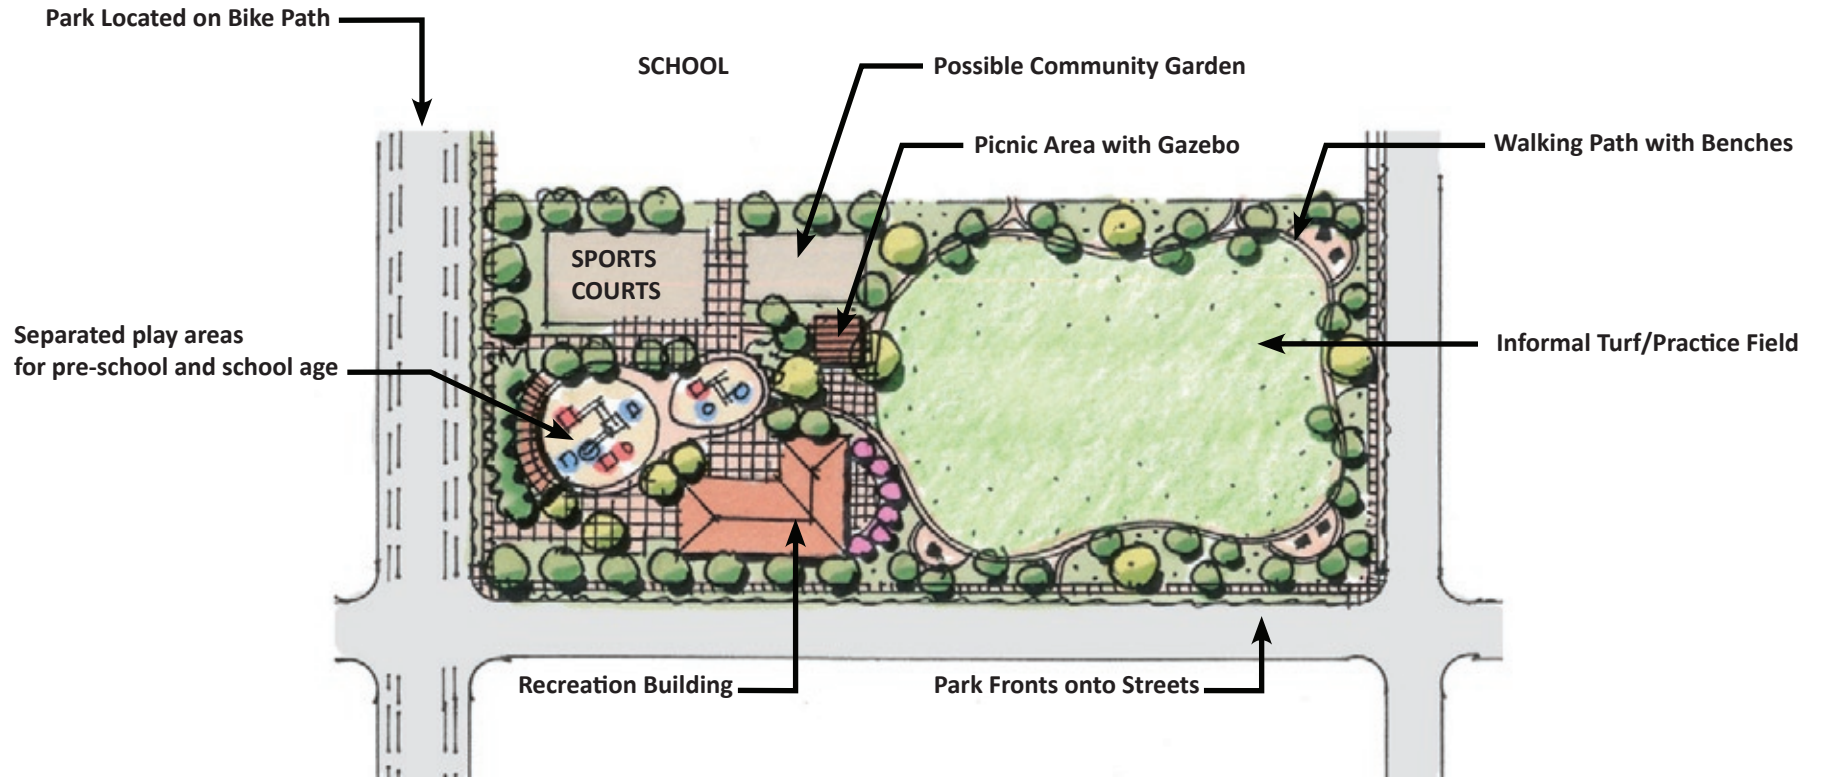 Park Located on Bike Path
SCHOOL
Possible Community Garden
Picnic Area with Gazebo
Walking Path with Benches
SPORTS
COURTS
Separated play areas
for pre-school and school age
Informal Turf/Practice Field
Recreation Building
Park Fronts onto Streets